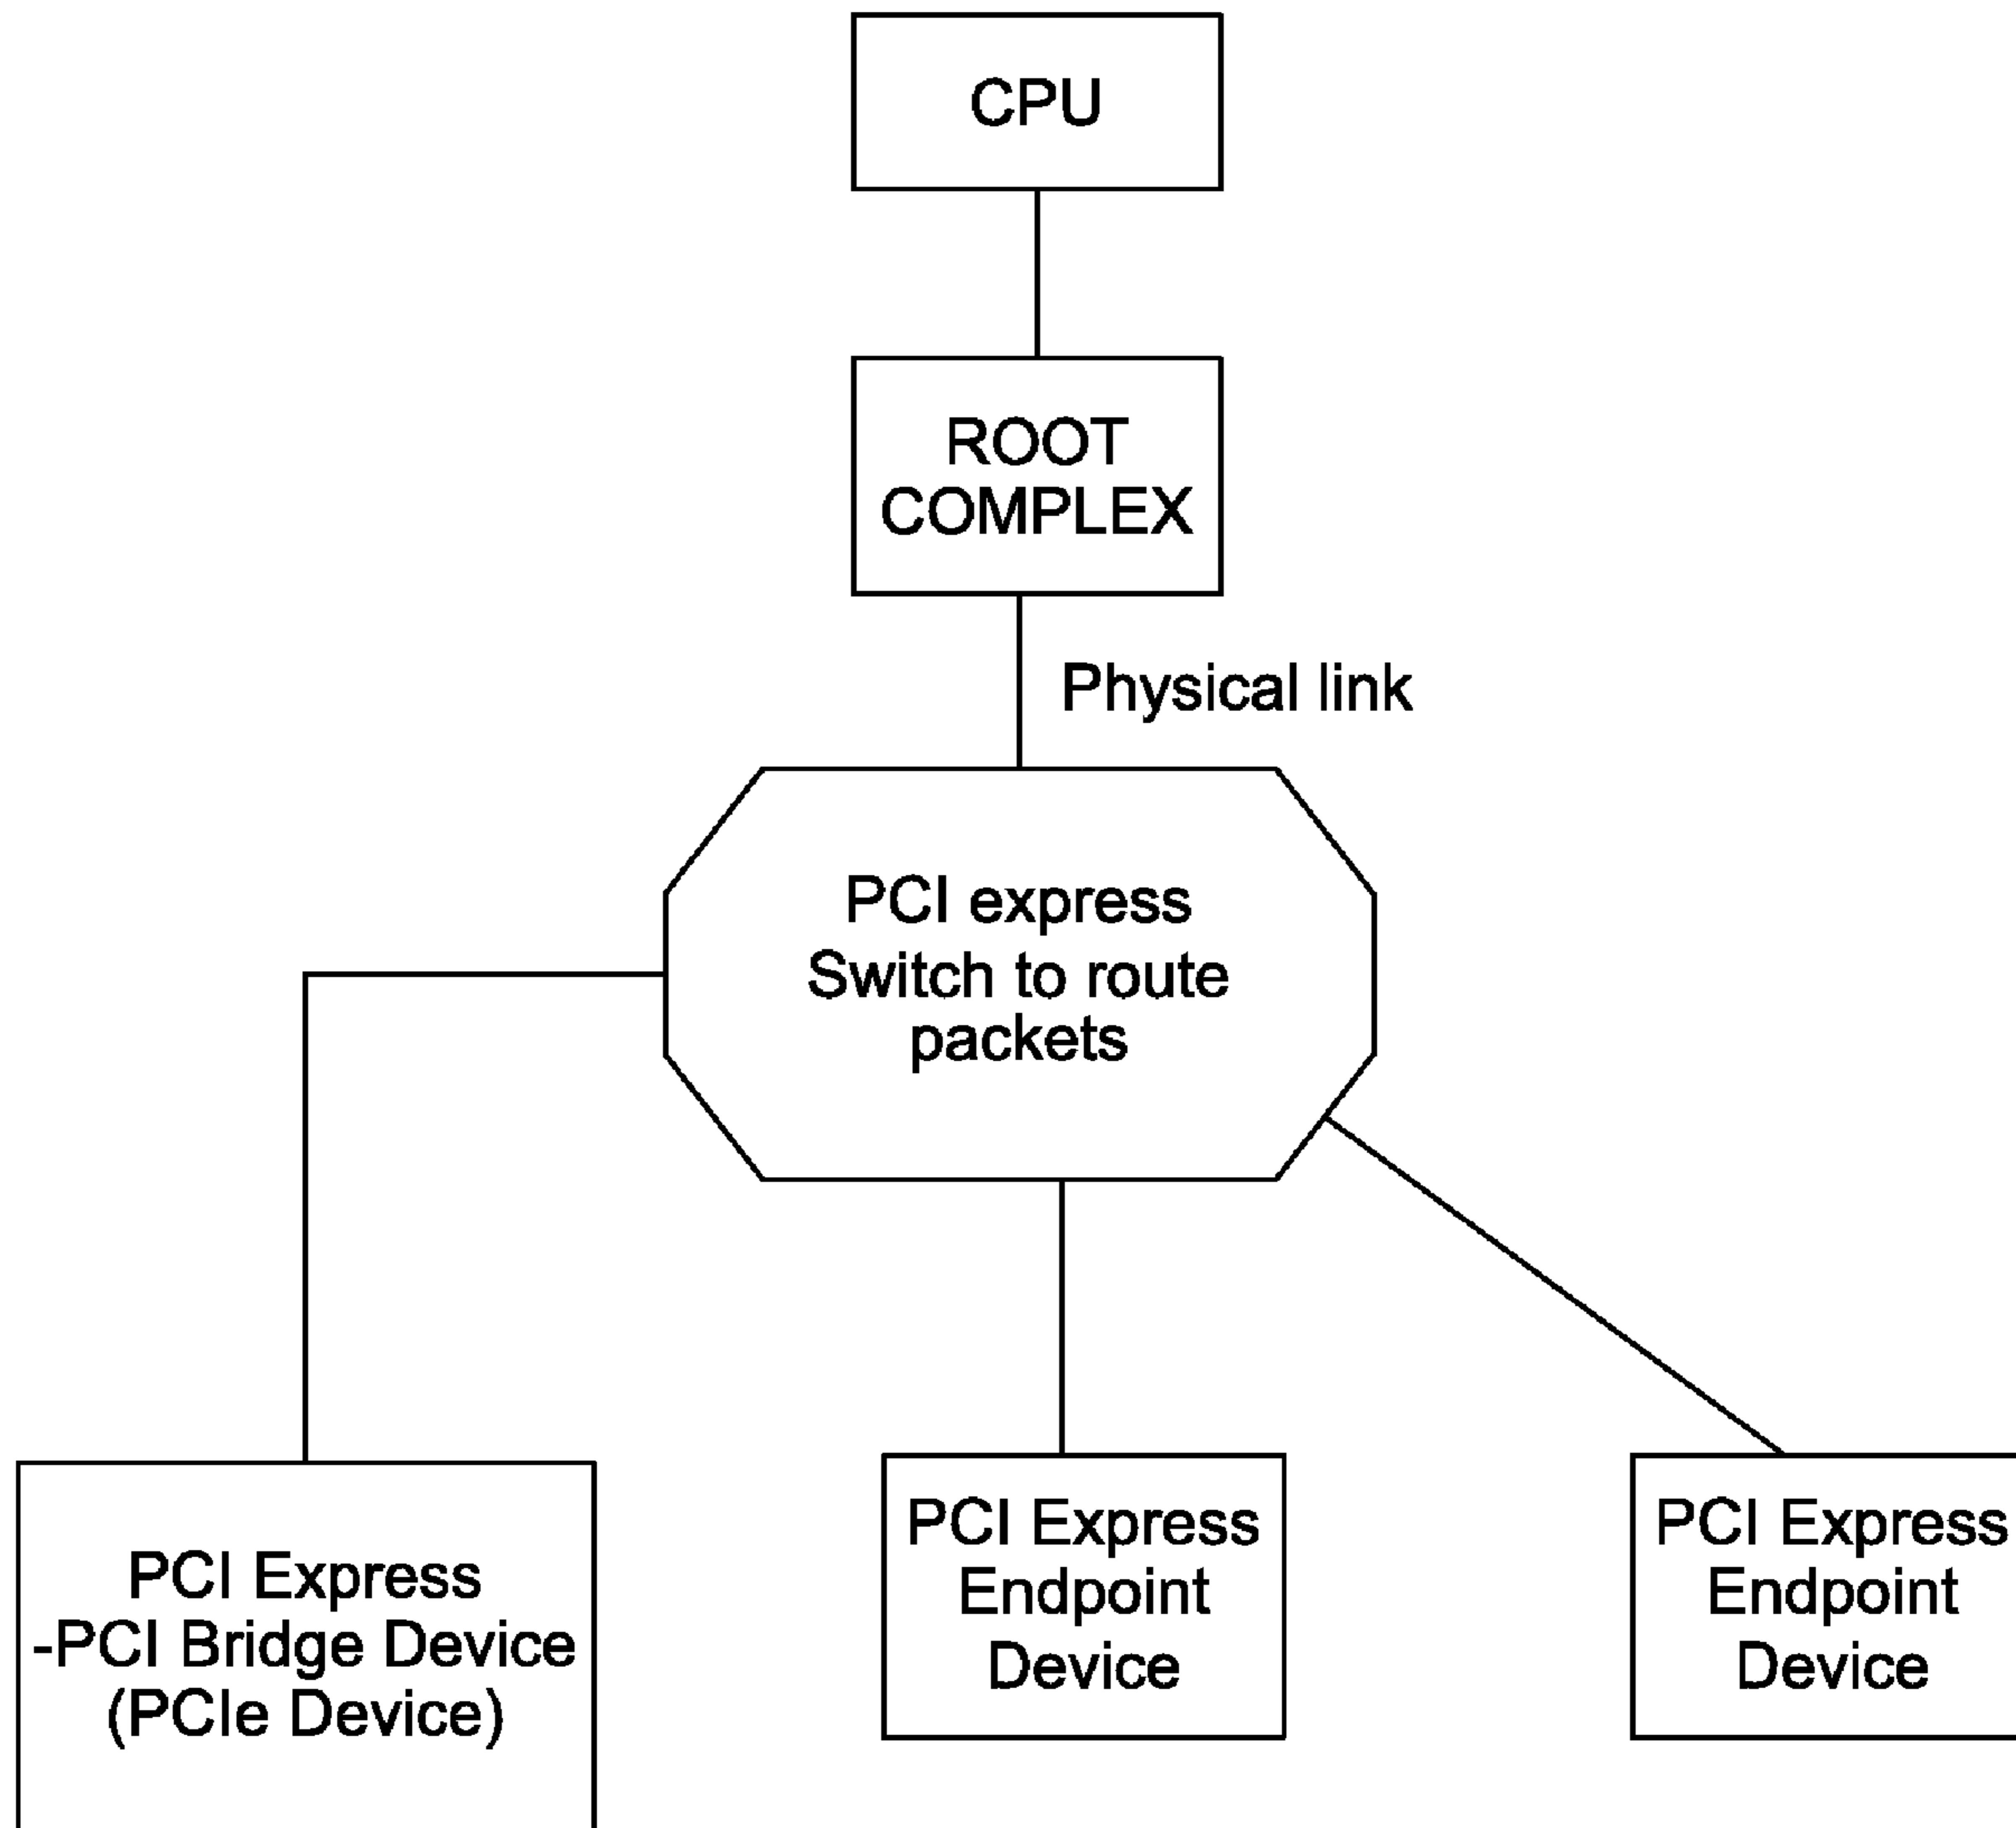 CPU
ROOT
COMPLEX
Physical link
PCI express
Switch to route
packets
PCI Express
-PCI Bridge Device
(PCIe Device)
PCI Express
Endpoint
Device
PCI Express
Endpoint
Device